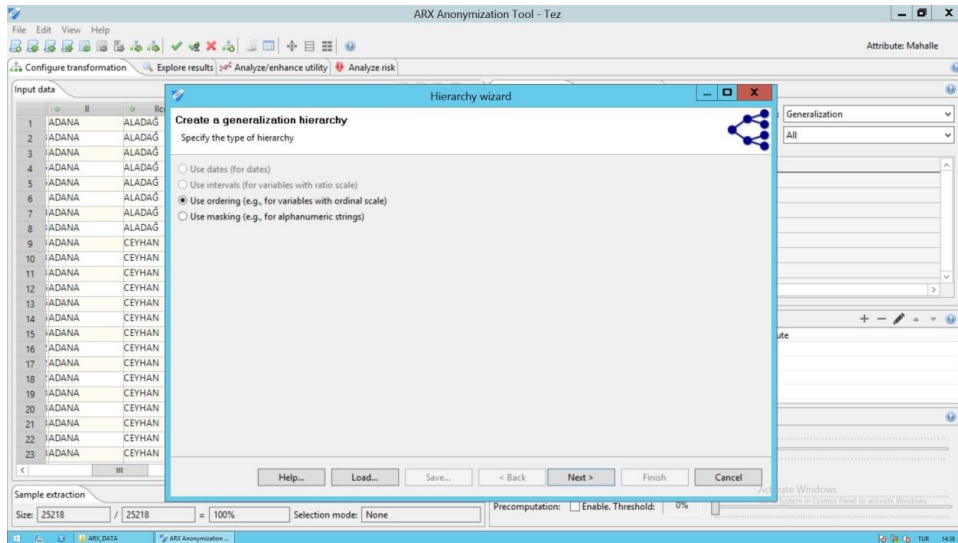 ARX Anonymization Tool - Tez
File Edit View Help
Attribute: Mahalle
Configure transformation Explore results Analyze/enhance utility Analyze risk
Input data
Hierarchy wizard
Create a generalization hierarchy
Specify the type of hierarchy
Use dates (for dates)
Use intervals (for variables with ratio scale)
Use ordering (e.g., for variables with ordinal scale)
Use masking (e.g., for alphanumeric strings)
Generalization
All
1 ADANA ALADAĞ
2 ADANA ALADAĞ
3 ADANA ALADAĞ
4 ADANA ALADAĞ
5 ADANA ALADAĞ
6 ADANA ALADAĞ
7 ADANA ALADAĞ
8 ADANA ALADAĞ
9 ADANA CEYHAN
10 ADANA CEYHAN
11 ADANA CEYHAN
12 ADANA CEYHAN
13 ADANA CEYHAN
14 ADANA CEYHAN
15 ADANA CEYHAN
16 ADANA CEYHAN
17 ADANA CEYHAN
18 ADANA CEYHAN
19 ADANA CEYHAN
20 ADANA CEYHAN
21 ADANA CEYHAN
22 ADANA CEYHAN
23 ADANA CEYHAN
Help... Load... Save... < Back Next > Finish Cancel
Sample extraction
Size: 25218 / 25218 = 100% Selection mode: None
Precomputation: Enable. Threshold: 0%
System in Control Panel to activate Windows.
ARX_DATA ARX Anonymization ... TUR 14:36